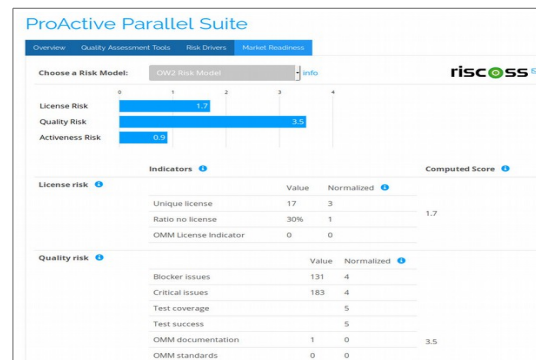 ProActive Parallel Suite
Overview Quality Assessment Tools Risk Drivers Market Readiness
Choose a Risk Model: OW2 Risk Model info riscoss
0 1 2 3 4
License Risk 1.7
Quality Risk 3.5
Activeness Risk 0.9
Indicators Computed Score
License risk
Value Normalized
Unique license 17 3
Ratio no license 30% 1
1.7
OMM License Indicator 0 0
Quality risk
Value Normalized
Blocker issues 131 4
Critical issues 183 4
Test coverage 5
Test success 5
OMM documentation 1 0
3.5
OMM standards 0 0